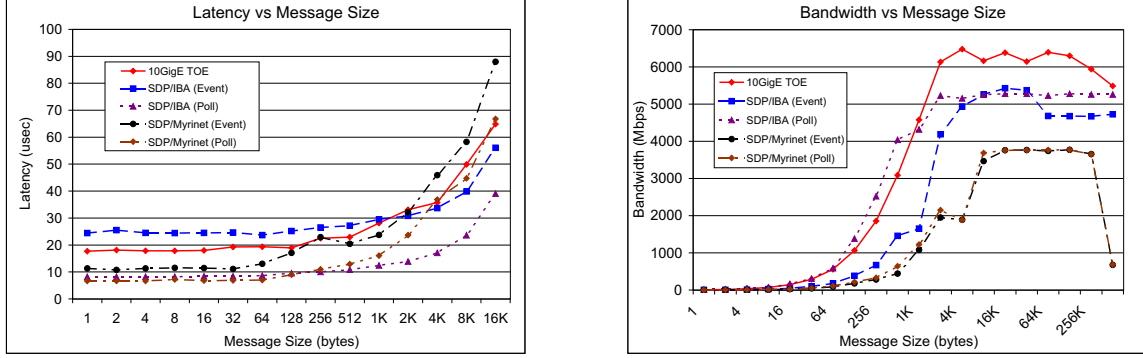 Latency vs Message Size
100
90
80
70
60
50
40
30
20
10
0
Latency (usec)
10GigE TOE
SDP/IBA (Event)
SDP/IBA (Poll)
SDP/Myrinet (Event)
SDP/Myrinet (Poll)
1 2 4 8 16 32 64 128 256 512 1K 2K 4K 8K 16K
Message Size (bytes)
Bandwidth vs Message Size
7000
6000
5000
4000
3000
2000
1000
0
Bandwidth (Mbps)
10GigE TOE
SDP/IBA (Event)
SDP/IBA (Poll)
SDP/Myrinet (Event)
SDP/Myrinet (Poll)
1 4 16 64 256 1K 4K 16K 64K 256K
Message Size (bytes)